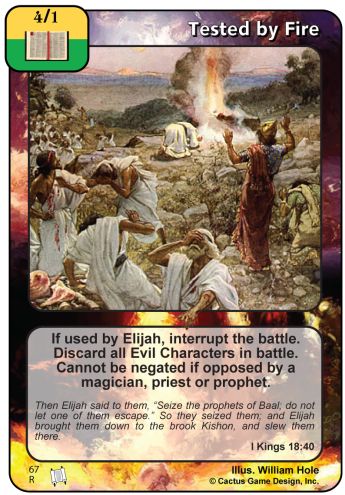 4/1
Tested by Fire
If used by Elijah, interrupt the battle.
Discard all Evil Characters in battle.
Cannot be negated if opposed by a
magician, priest or prophet.
Then Elijah said to them, “Seize the prophets of Baal; do not
let one of them escape.” So they seized them; and Elijah
brought them down to the brook Kishon, and slew them
there.
I Kings 18:40
67
R
Illus. William Hole
© Cactus Game Design, Inc.